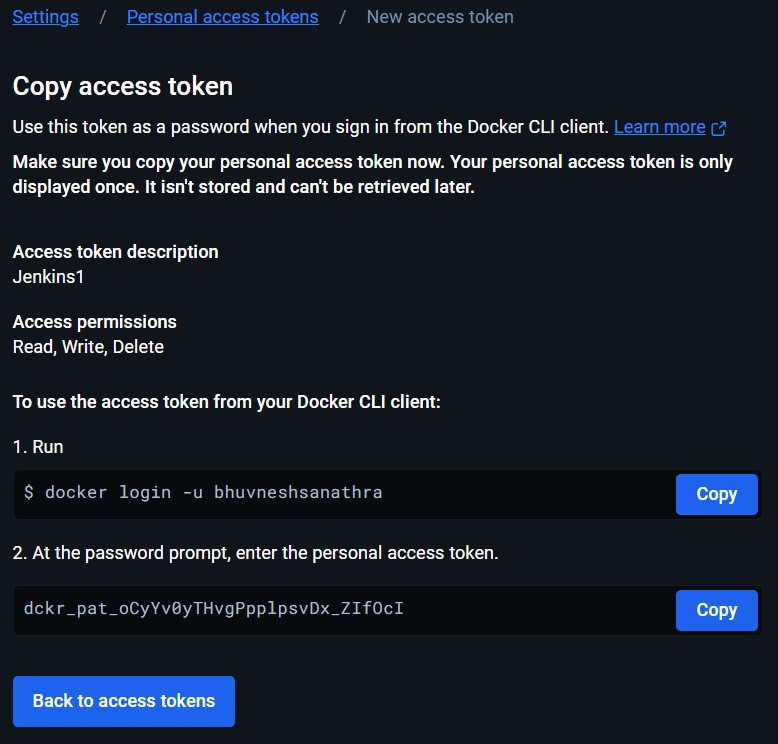 Settings / Personal access tokens / New access token
Copy access token
Use this token as a password when you sign in from the Docker CLI client. Learn more
Make sure you copy your personal access token now. Your personal access token is only
displayed once. It isn't stored and can't be retrieved later.
Access token description
Jenkins1
Access permissions
Read, Write, Delete
To use the access token from your Docker CLI client:
1. Run
$ docker login -u bhuvneshsanathra
Copy
2. At the password prompt, enter the personal access token.
dckr_pat_oCyYv0yTHvgPpplpsvDx_ZIfOcI
Copy
Back to access tokens